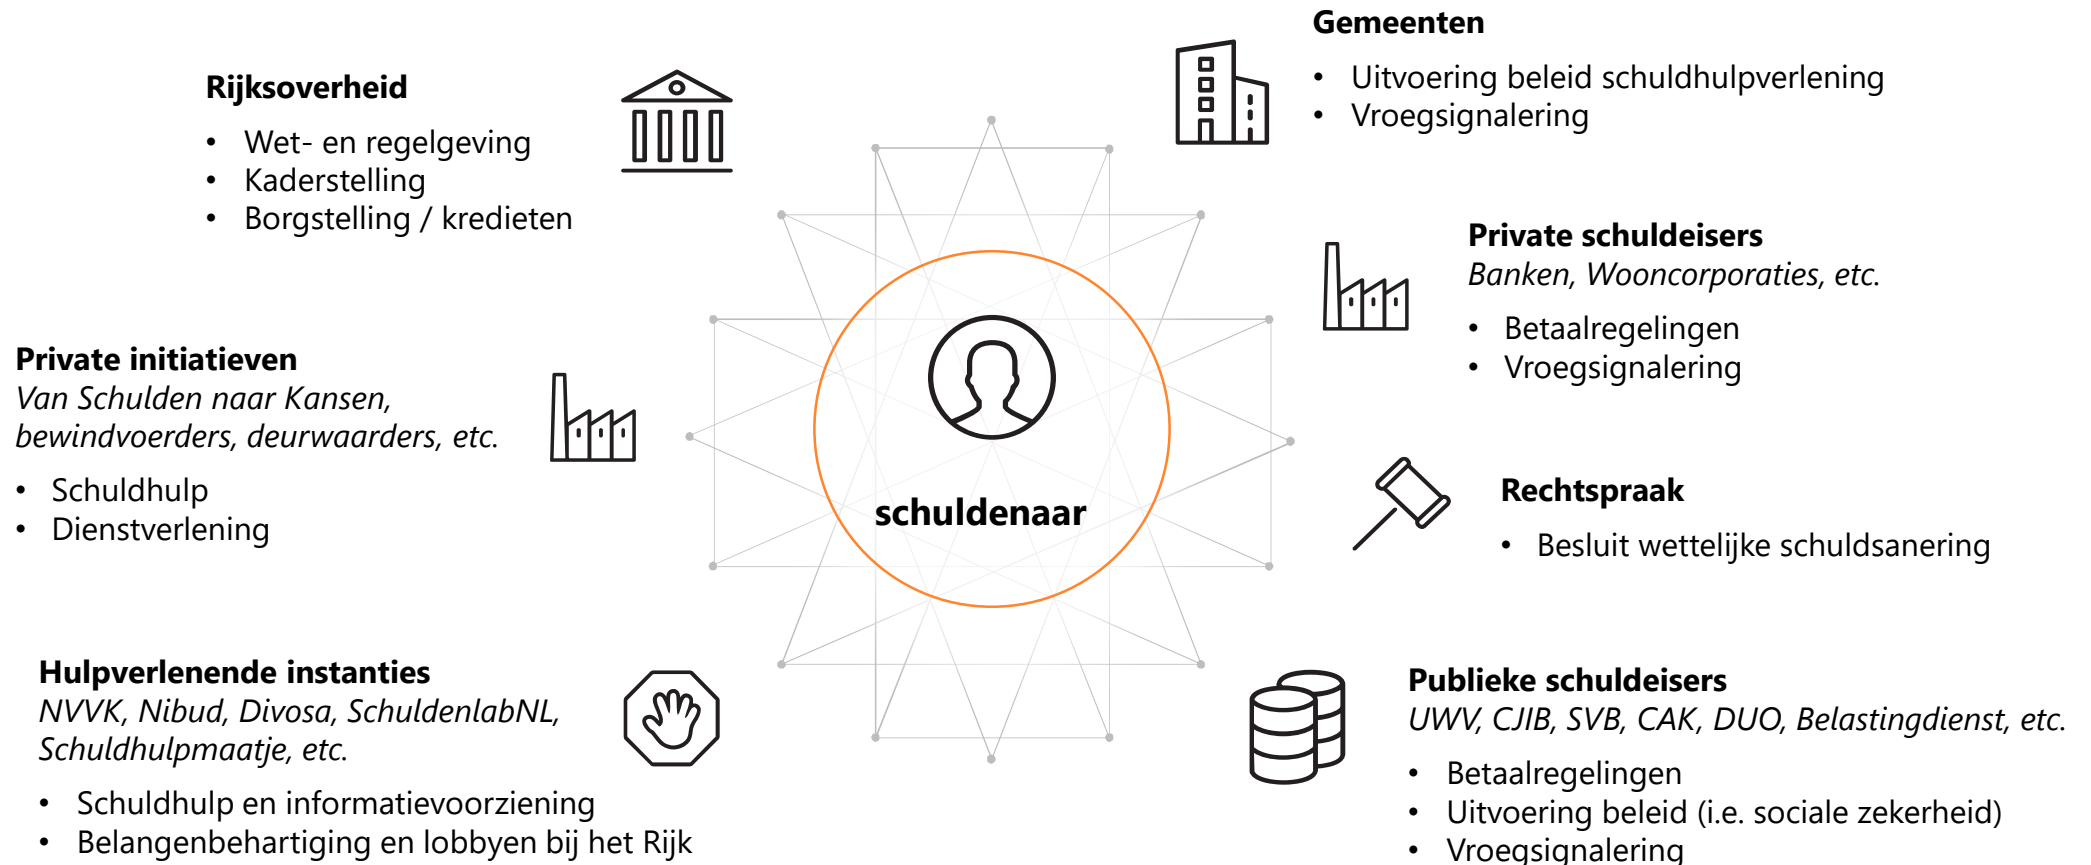 Rijksoverheid
• Wet- en regelgeving
• Kaderstelling
• Borgstelling / kredieten
Gemeenten
• Uitvoering beleid schuldhulpverlening
• Vroegsignalering
Private schuldeisers
Banken, Wooncorporaties, etc.
• Betaalregelingen
• Vroegsignalering
Private initiatieven
Van Schulden naar Kansen,
bewindvoerders, deurwaarders, etc.
• Schuldhulp
• Dienstverlening
schuldenaar
Rechtspraak
• Besluit wettelijke schuldsanering
Hulpverlenende instanties
NVVK, Nibud, Divosa, SchuldenlabNL,
Schuldhulpmaatje, etc.
• Schuldhulp en informatievoorziening
• Belangenbehartiging en lobbyen bij het Rijk
Publieke schuldeisers
UWV, CJIB, SVB, CAK, DUO, Belastingdienst, etc.
• Betaalregelingen
• Uitvoering beleid (i.e. sociale zekerheid)
• Vroegsignalering